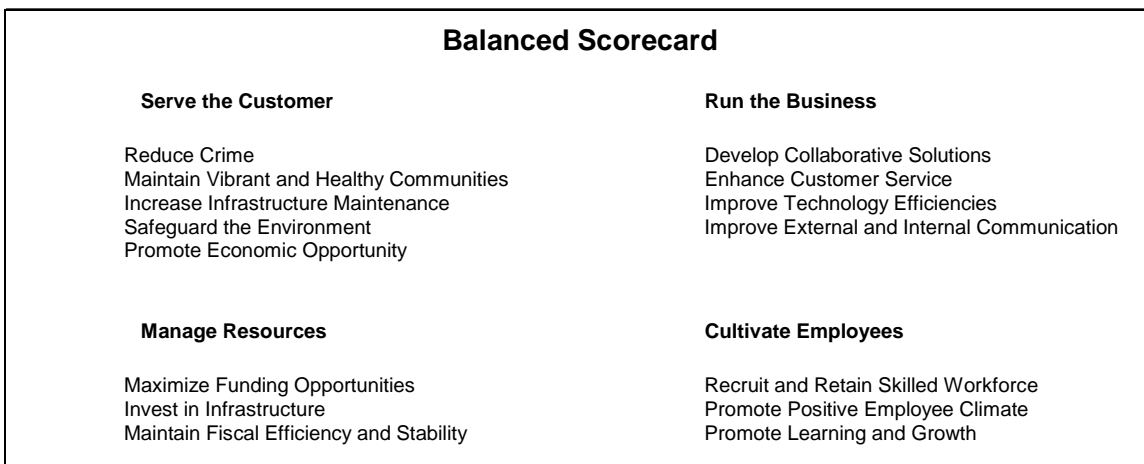 Balanced Scorecard
Serve the Customer
Reduce Crime
Maintain Vibrant and Healthy Communities
Increase Infrastructure Maintenance
Safeguard the Environment
Promote Economic Opportunity
Run the Business
Develop Collaborative Solutions
Enhance Customer Service
Improve Technology Efficiencies
Improve External and Internal Communication
Manage Resources
Maximize Funding Opportunities
Invest in Infrastructure
Maintain Fiscal Efficiency and Stability
Cultivate Employees
Recruit and Retain Skilled Workforce
Promote Positive Employee Climate
Promote Learning and Growth